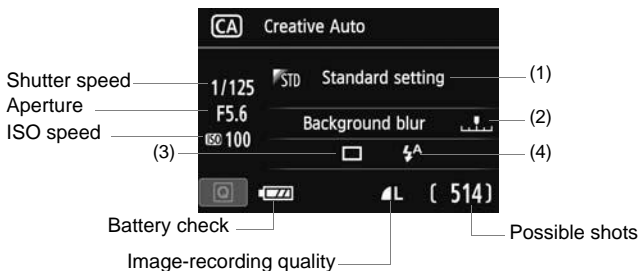 CA Creative Auto
Shutter speed
1/125
STD Standard setting
(1)
Aperture
F5.6
ISO speed
ISO 100
Background blur
(2)
(3)
A
(4)
Q
L
( 514)
Battery check
Possible shots
Image-recording quality